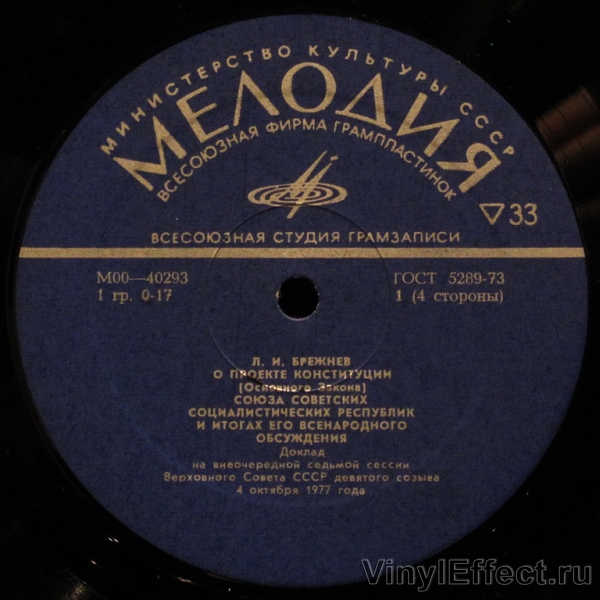 МИНИСТЕРСТВО КУЛЬТУРЫ СССР
МЕЛОДИЯ
ВСЕСОЮЗНАЯ ФИРМА ГРАМПЛАСТИНОК
▽33
ВСЕСОЮЗНАЯ СТУДИЯ ГРАМЗАПИСИ
М00—40293
ГОСТ 5289-73
1 гр. 0-17
1 (4 стороны)
Л. И. БРЕЖНЕВ
О ПРОЕКТЕ КОНСТИТУЦИИ
(Основного Закона)
СОЮЗА СОВЕТСКИХ
СОЦИАЛИСТИЧЕСКИХ РЕСПУБЛИК
И ИТОГАХ ЕГО ВСЕНАРОДНОГО
ОБСУЖДЕНИЯ
Доклад
на внеочередной седьмой сессии
Верховного Совета СССР девятого созыва
4 октября 1977 года
VinylEffect.ru